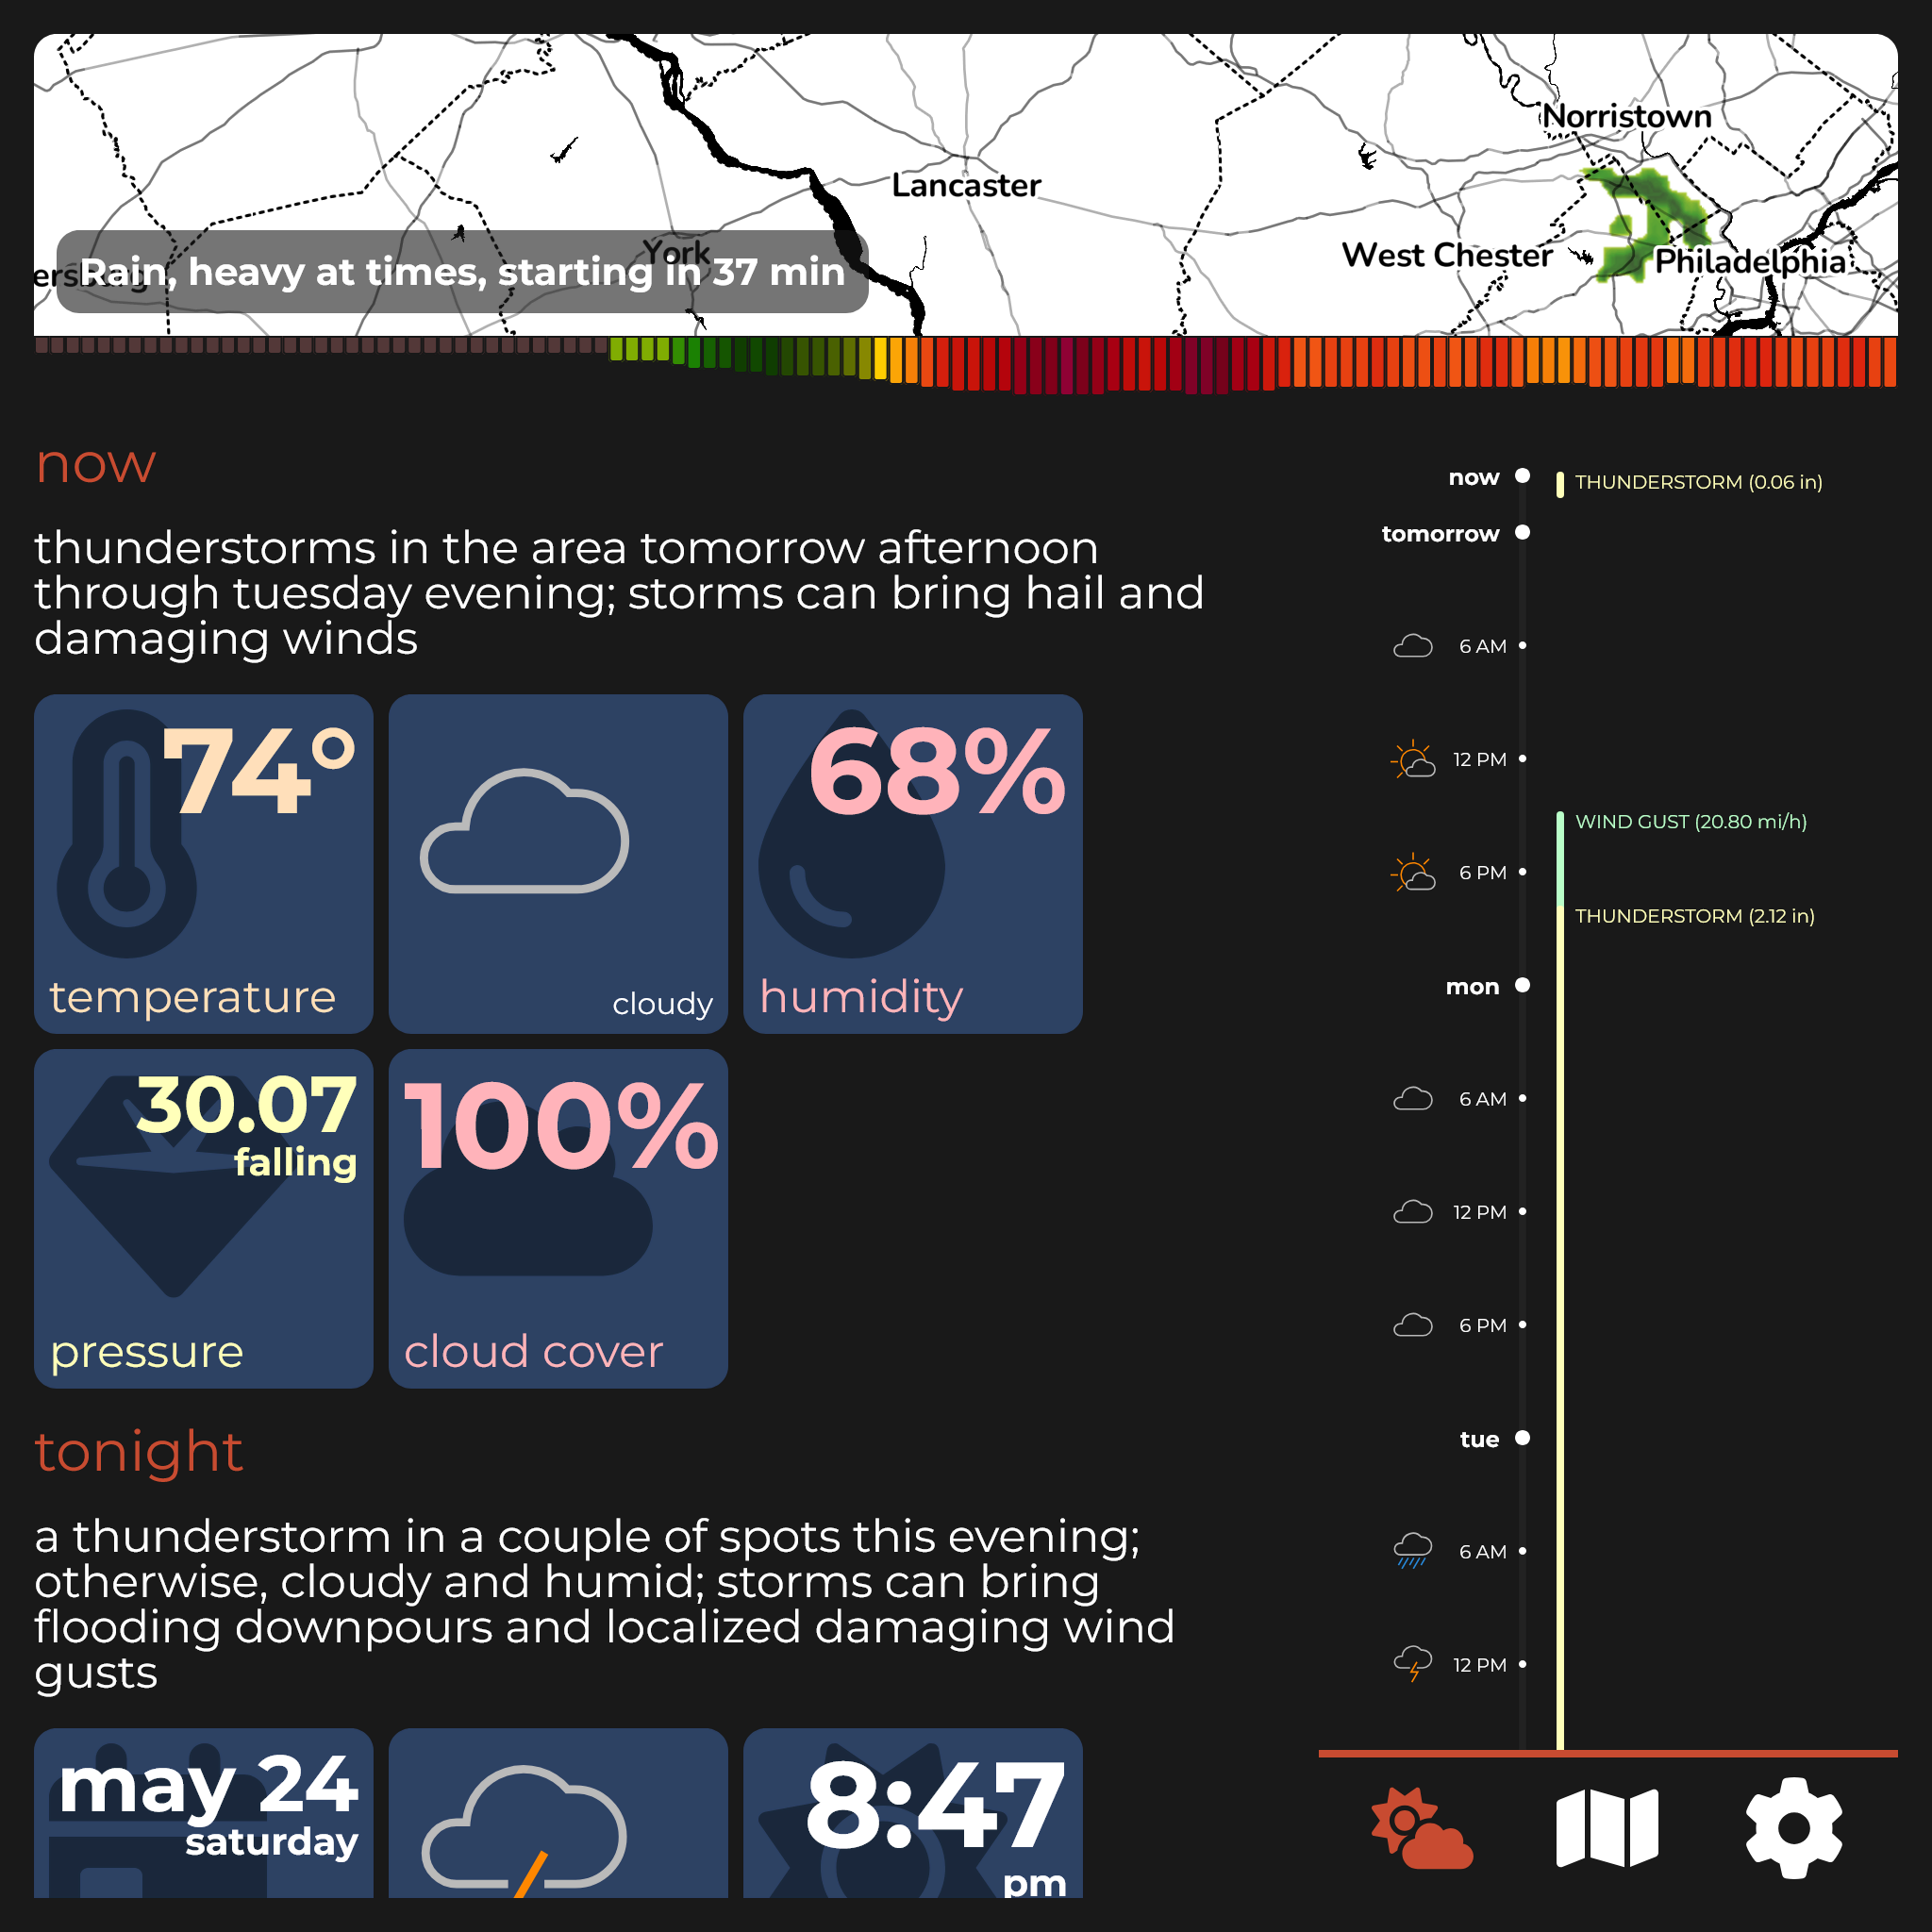 Norristown
Lancaster
West Chester
Philadelphia
York
Rain, heavy at times, starting in 37 min
now
thunderstorms in the area tomorrow afternoon
through tuesday evening; storms can bring hail and
damaging winds
74°
temperature
cloudy
68%
humidity
30.07
falling
pressure
100%
cloud cover
tonight
a thunderstorm in a couple of spots this evening;
otherwise, cloudy and humid; storms can bring
flooding downpours and localized damaging wind
gusts
may 24
saturday
8:47
pm
now
THUNDERSTORM (0.06 in)
tomorrow
6 AM
12 PM
WIND GUST (20.80 mi/h)
6 PM
THUNDERSTORM (2.12 in)
mon
6 AM
12 PM
6 PM
tue
6 AM
12 PM